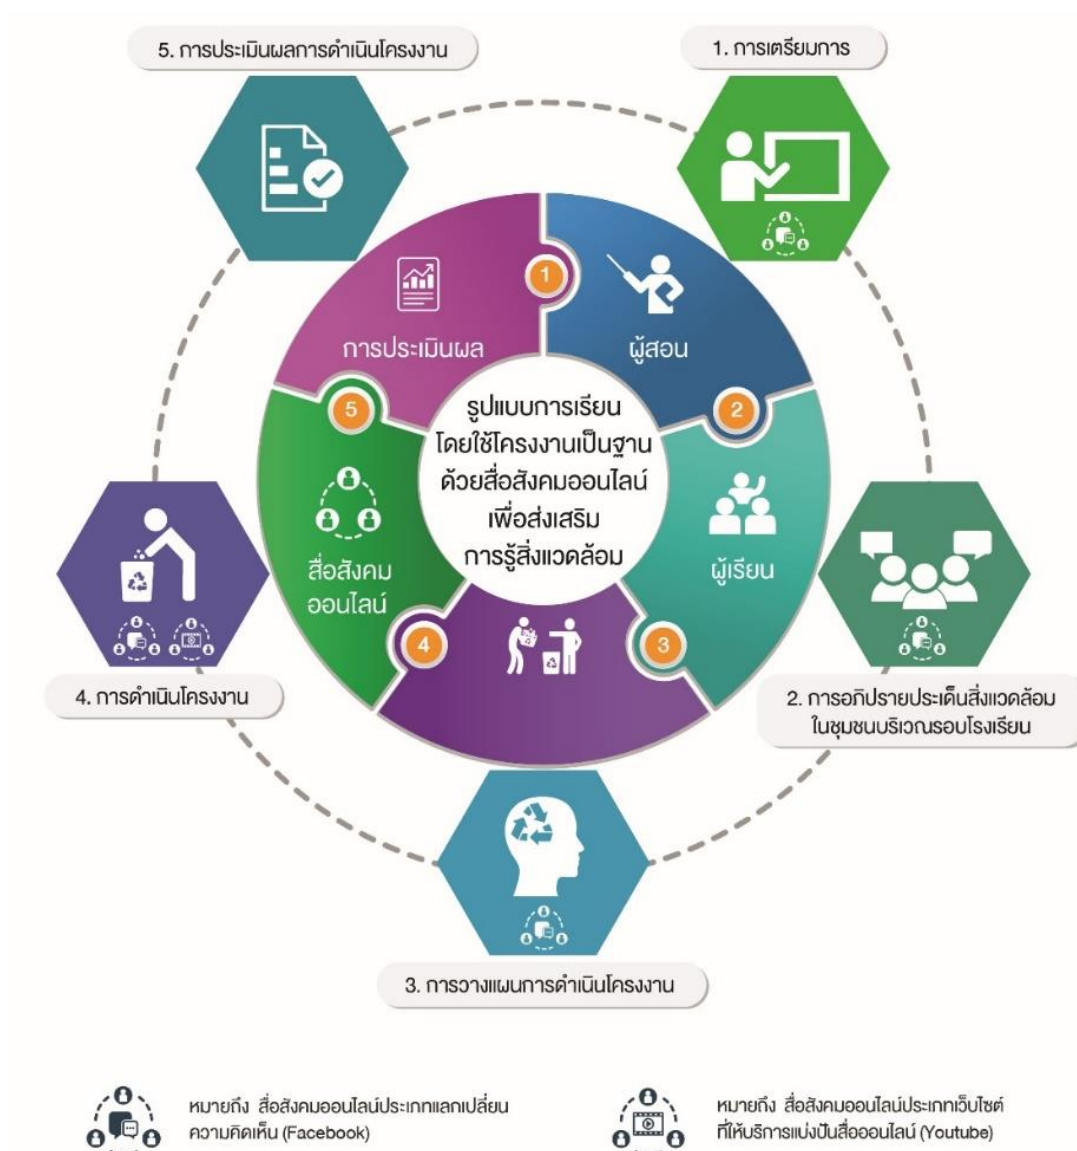 5. การประเมินผลการดำเนินโครงงาน
1. การเตรียมการ
1
การประเมินผล
ผู้สอน
5
2
รูปแบบการเรียน
โดยใช้โครงงานเป็นฐาน
ด้วยสื่อสังคมออนไลน์
เพื่อส่งเสริม
การรู้สิ่งแวดล้อม
สื่อสังคม
ออนไลน์
ผู้เรียน
4
3
4. การดำเนินโครงงาน
2. การอภิปรายประเด็นสิ่งแวดล้อม
ในชุมชนบริเวณรอบโรงเรียน
3. การวางแผนการดำเนินโครงงาน
หมายถึง สื่อสังคมออนไลน์ประเภทแลกเปลี่ยน
ความคิดเห็น (Facebook)
หมายถึง สื่อสังคมออนไลน์ประเภทเว็บไซต์
ที่ให้บริการแบ่งปันสื่อออนไลน์ (Youtube)